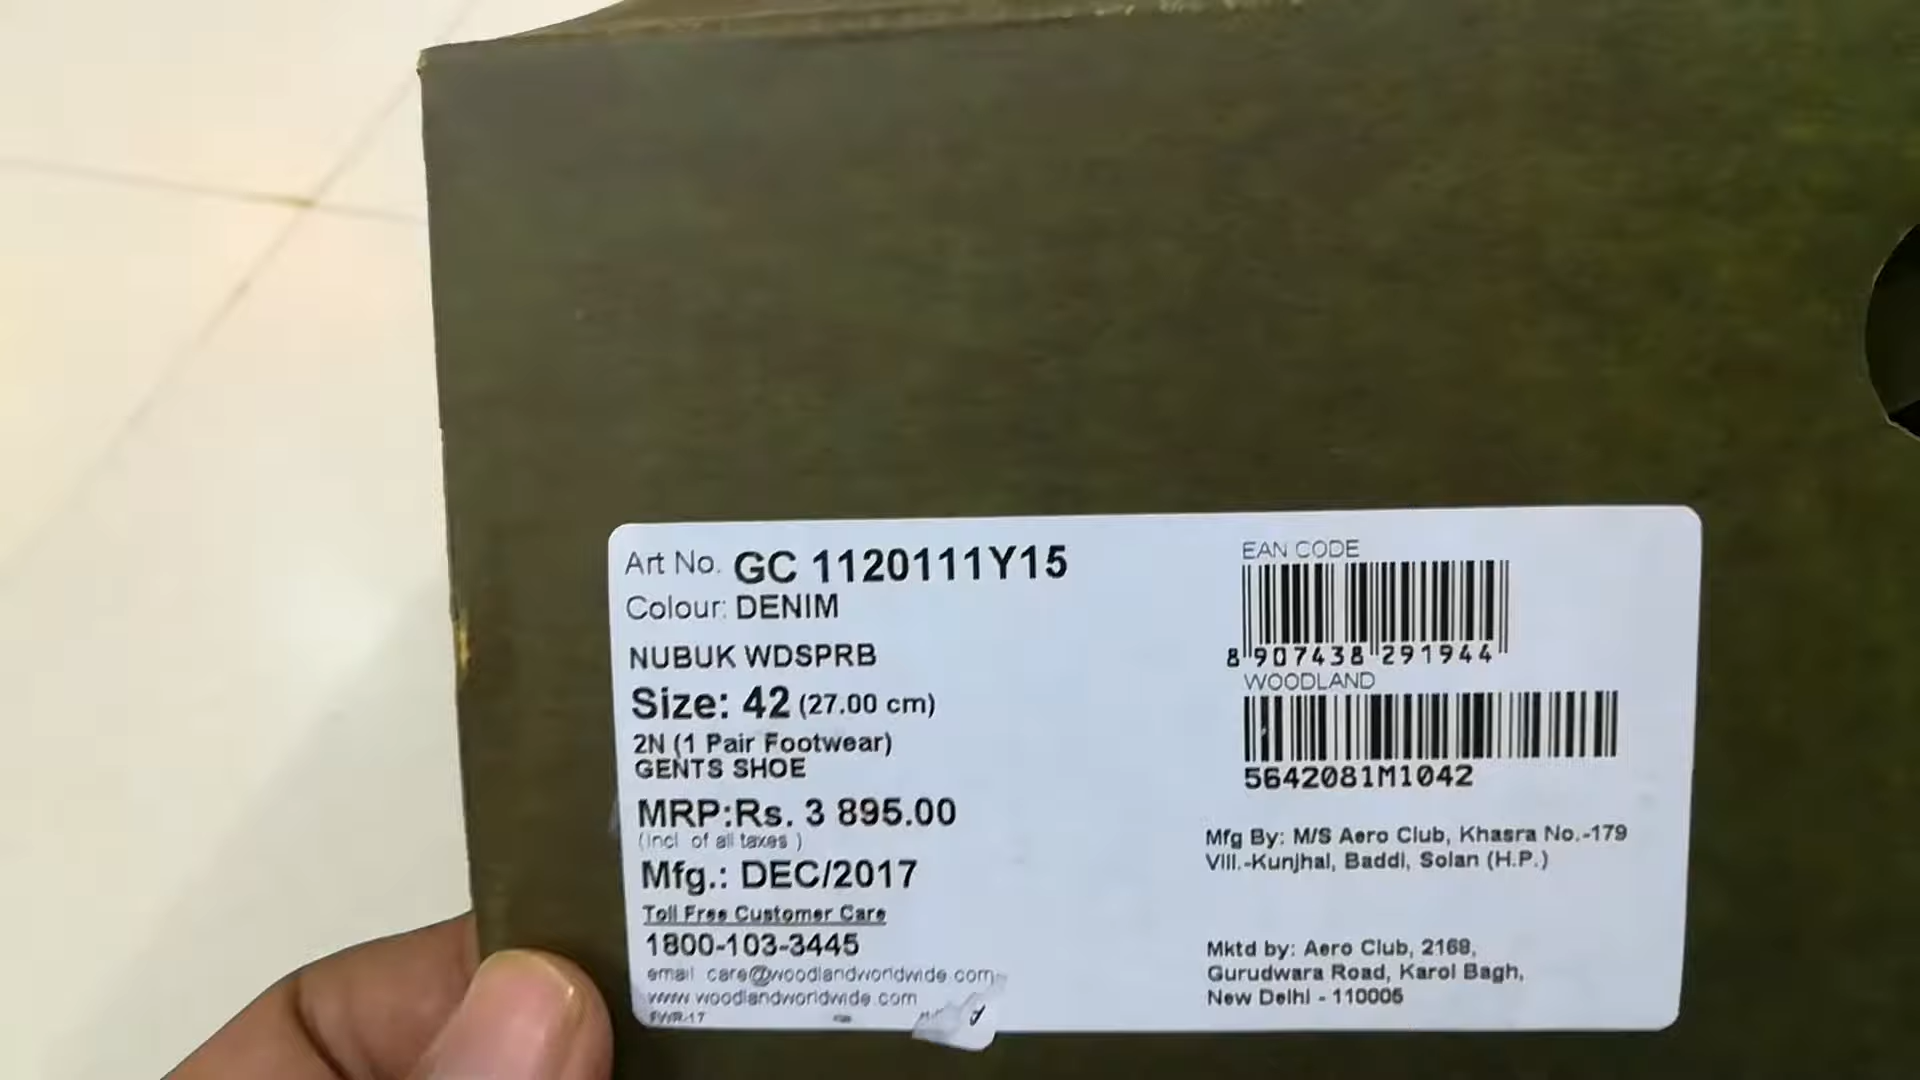 Art No. GC 1120111Y15
Colour: DENIM
NUBUK WDSPRB
Size: 42 (27.00 cm)
2N (1 Pair Footwear)
GENTS SHOE
MRP:Rs. 3 895.00
(incl. of all taxes )
Mfg.: DEC/2017
Toll Free Customer Care
1800-103-3445
email care@woodlandworldwide.com
www.woodlandworldwide.com
FWR-17
EAN CODE
8 907438 291944
WOODLAND
5642081M1042
Mfg By: M/S Aero Club, Khasra No.-179
Vill.-Kunjhal, Baddi, Solan (H.P.)
Mktd by: Aero Club, 2168,
Gurudwara Road, Karol Bagh,
New Delhi - 110005